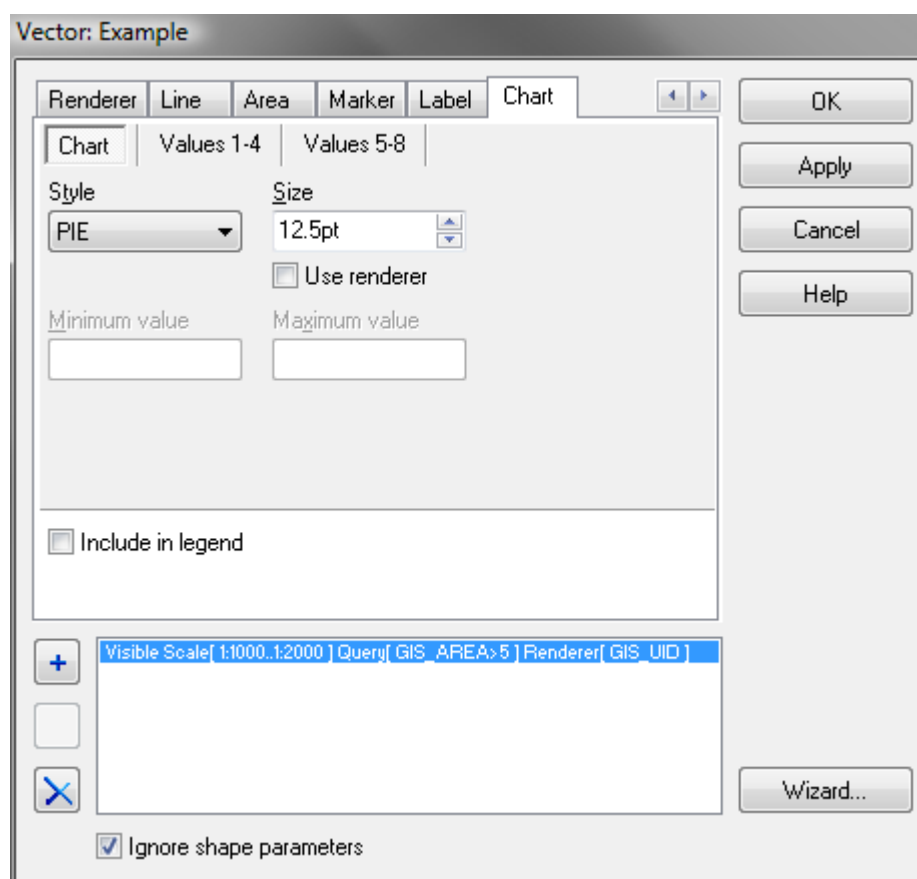 Vector: Example
Renderer Line Area Marker Label Chart
OK
Chart Values 1-4 Values 5-8
Apply
Style Size
PIE 12.5pt
Cancel
Use renderer
Help
Minimum value Maximum value
Include in legend
Visible Scale[ 1:1000..1:2000 ] Query[ GIS_AREA>5 ] Renderer[ GIS_UID ]
Wizard...
Ignore shape parameters